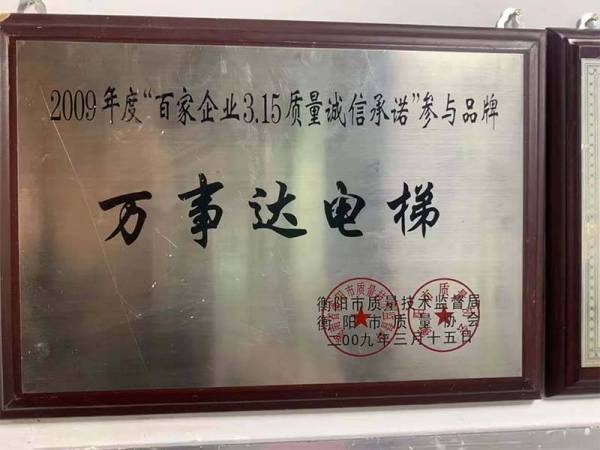 2009年度“百家企业3.15质量诚信承诺”参与品牌
万事达电梯
衡阳市质量技术监督局
衡阳市质量协会
二00九年三月十五日